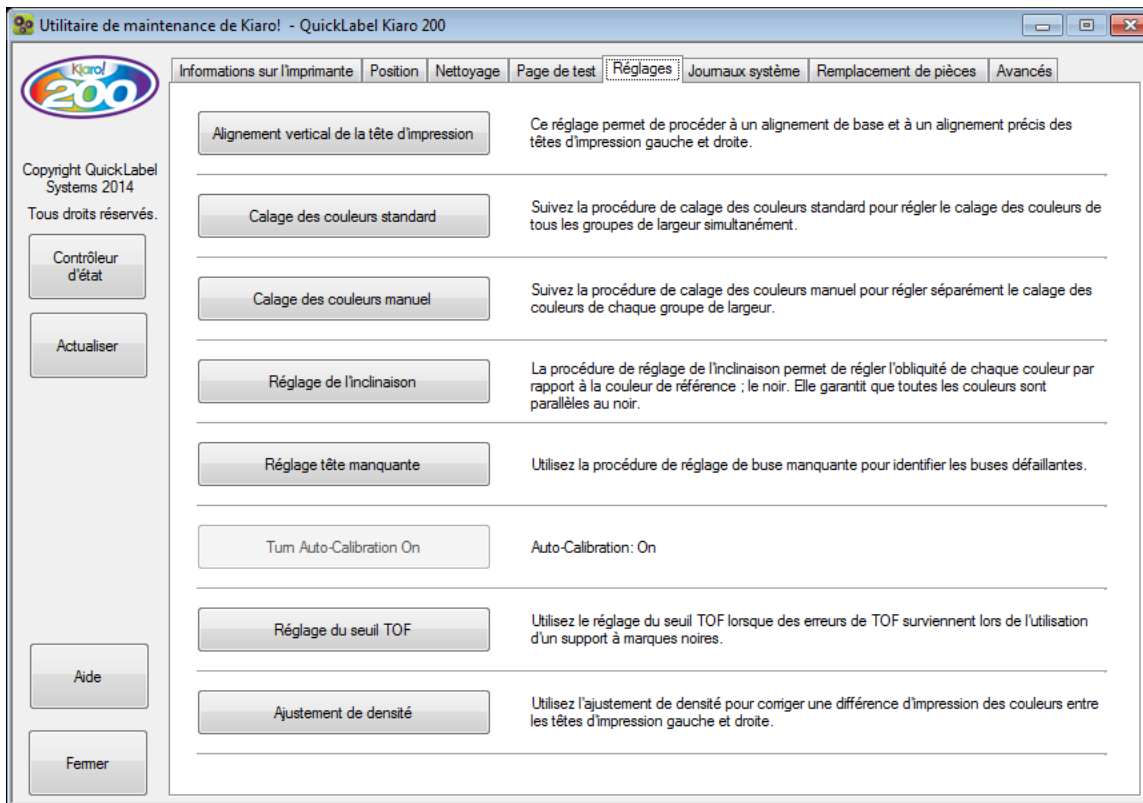 Utilitaire de maintenance de Kiaro! - QuickLabel Kiaro 200
Kiaro!
200
Copyright QuickLabel
Systems 2014
Tous droits réservés.
Contrôleur
d'état
Actualiser
Aide
Fermer
Informations sur l'imprimante
Position
Nettoyage
Page de test
Réglages
Journaux système
Remplacement de pièces
Avancés
Alignement vertical de la tête d'impression
Ce réglage permet de procéder à un alignement de base et à un alignement précis des
têtes d'impression gauche et droite.
Calage des couleurs standard
Suivez la procédure de calage des couleurs standard pour régler le calage des couleurs de
tous les groupes de largeur simultanément.
Calage des couleurs manuel
Suivez la procédure de calage des couleurs manuel pour régler séparément le calage des
couleurs de chaque groupe de largeur.
Réglage de l'inclinaison
La procédure de réglage de l'inclinaison permet de régler l'obliquité de chaque couleur par
rapport à la couleur de référence ; le noir. Elle garantit que toutes les couleurs sont
parallèles au noir.
Réglage tête manquante
Utilisez la procédure de réglage de buse manquante pour identifier les buses défaillantes.
Turn Auto-Calibration On
Auto-Calibration: On
Réglage du seuil TOF
Utilisez le réglage du seuil TOF lorsque des erreurs de TOF surviennent lors de l'utilisation
d'un support à marques noires.
Ajustement de densité
Utilisez l'ajustement de densité pour corriger une différence d'impression des couleurs entre
les têtes d'impression gauche et droite.